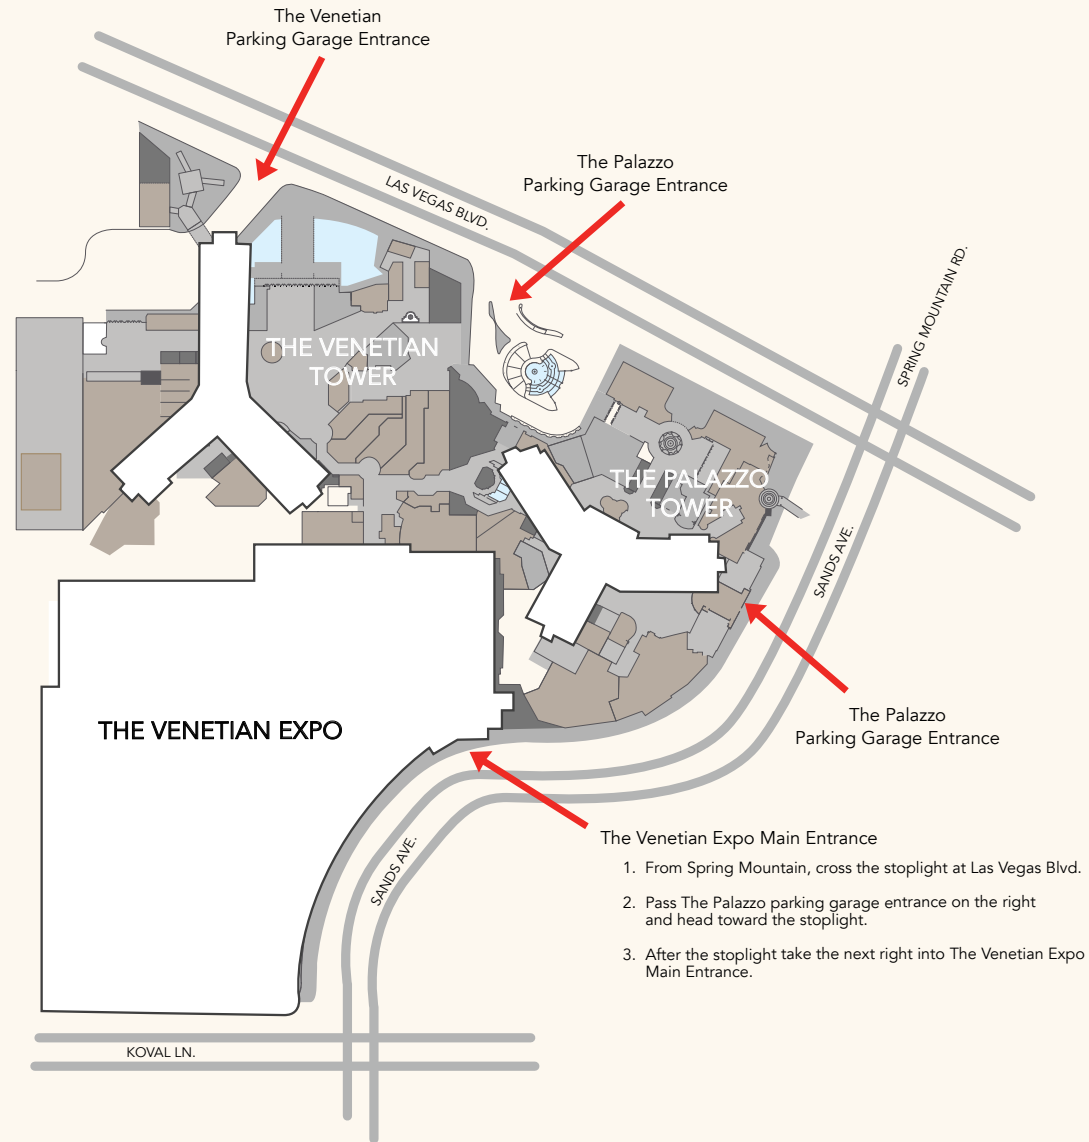 The Venetian
Parking Garage Entrance
The Palazzo
Parking Garage Entrance
LAS VEGAS BLVD.
SPRING MOUNTAIN RD.
THE VENETIAN
TOWER
THE PALAZZO
TOWER
SANDS AVE.
The Palazzo
Parking Garage Entrance
THE VENETIAN EXPO
The Venetian Expo Main Entrance
1. From Spring Mountain, cross the stoplight at Las Vegas Blvd.
2. Pass The Palazzo parking garage entrance on the right
and head toward the stoplight.
3. After the stoplight take the next right into The Venetian Expo
Main Entrance.
SANDS AVE.
KOVAL LN.